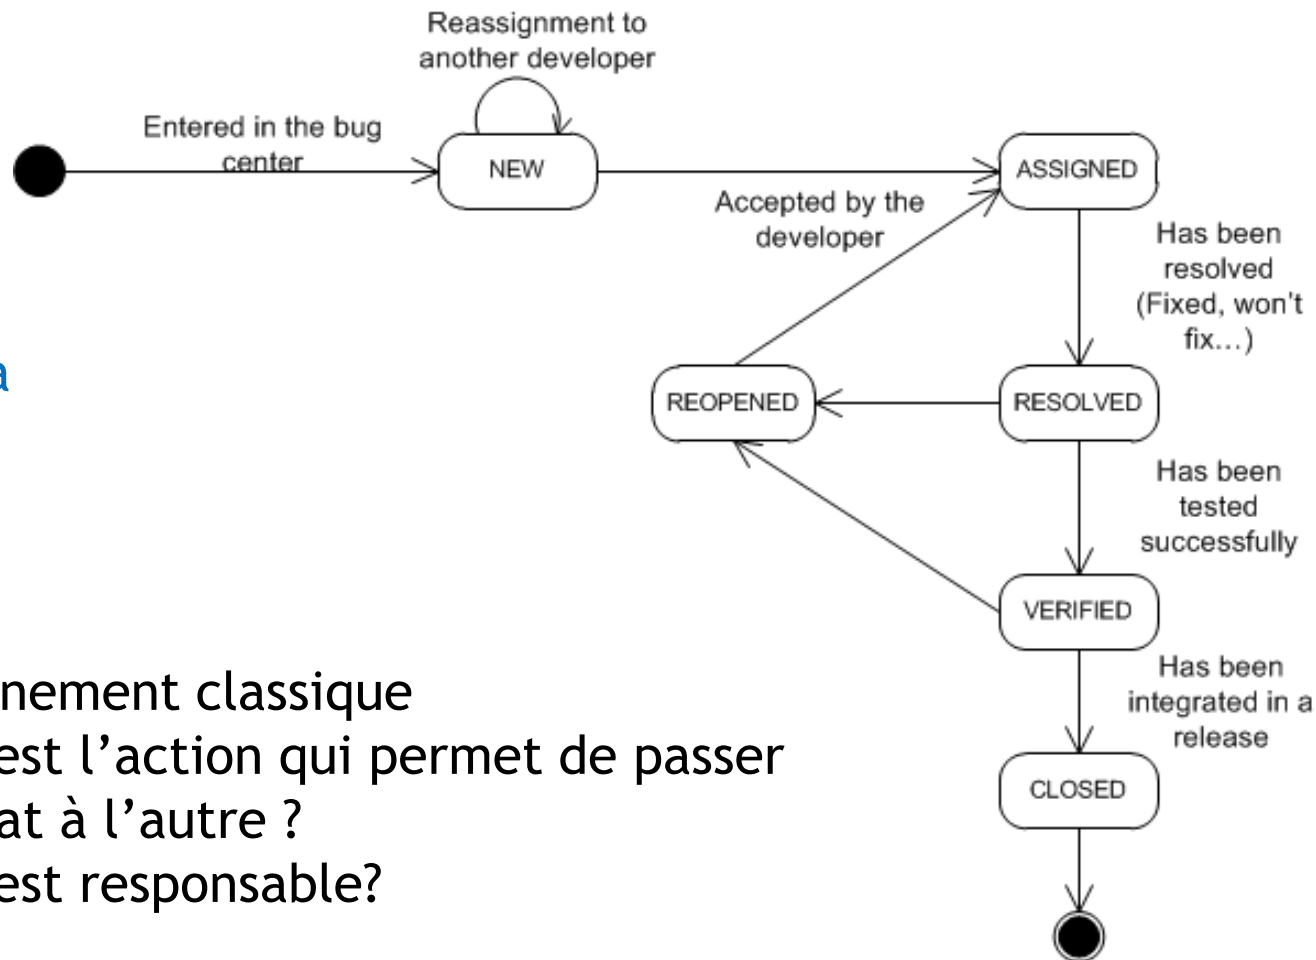 Reassignment to
another developer
Entered in the bug
center
NEW
ASSIGNED
Accepted by the
developer
Has been
resolved
(Fixed, won't
fix...)
a
REOPENED
RESOLVED
Has been
tested
successfully
VERIFIED
Has been
integrated in a
release
CLOSED
nement classique
est l’action qui permet de passer
at à l’autre ?
est responsable?